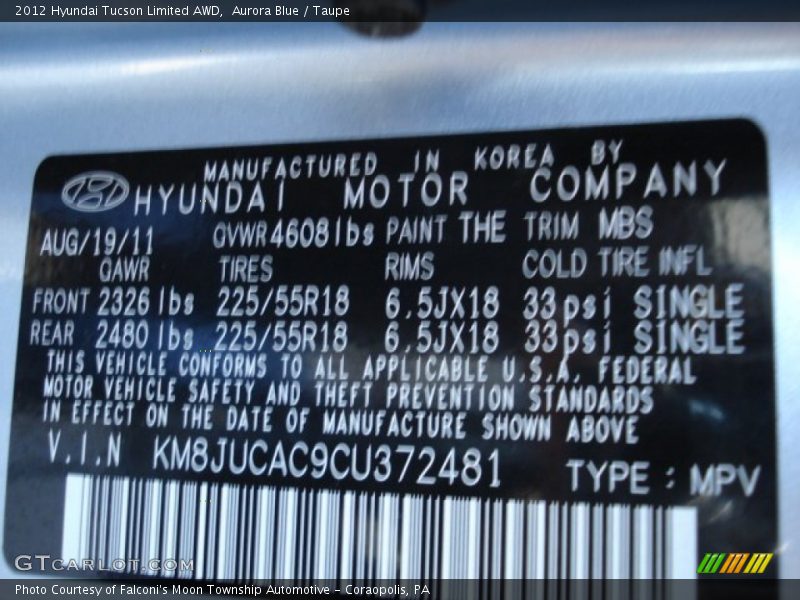 2012 Hyundai Tucson Limited AWD,  Aurora Blue / Taupe
MANUFACTURED IN KOREA BY
HYUNDAI MOTOR COMPANY
AUG/19/11 GVWR4608lbs PAINT THE TRIM MBS
GAWR TIRES RIMS COLD TIRE INFL
FRONT 2326 lbs 225/55R18 6.5JX18 33psi SINGLE
REAR 2480 lbs 225/55R18 6.5JX18 33psi SINGLE
THIS VEHICLE CONFORMS TO ALL APPLICABLE U.S.A. FEDERAL
MOTOR VEHICLE SAFETY AND THEFT PREVENTION STANDARDS
IN EFFECT ON THE DATE OF MANUFACTURE SHOWN ABOVE
V.I.N KM8JUCAC9CU372481 TYPE : MPV
GTCARLOT.COM
Photo Courtesy of Falconi's Moon Township Automotive - Coraopolis, PA